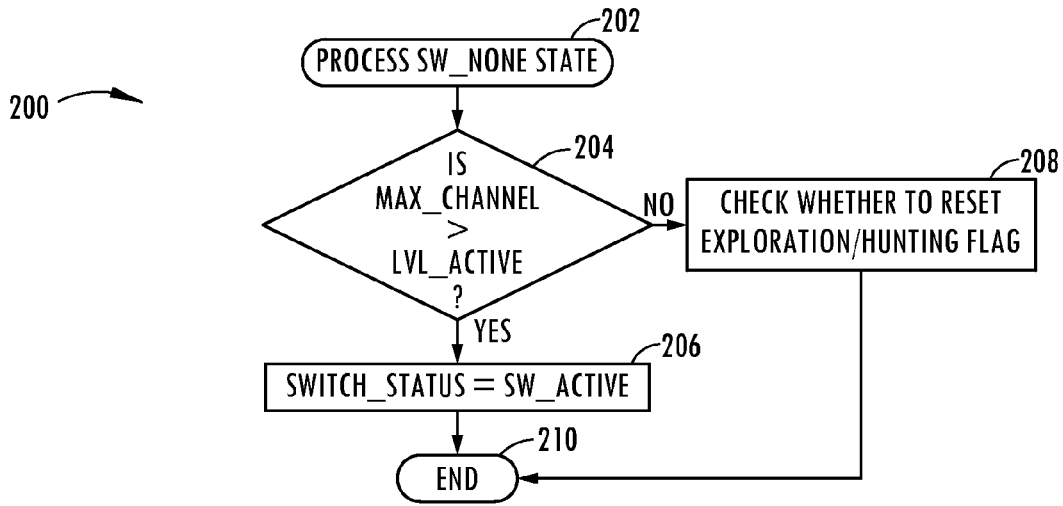 202
PROCESS SW_NONE STATE
200
204
IS
MAX_CHANNEL
>
LVL_ACTIVE
?
NO
208
CHECK WHETHER TO RESET
EXPLORATION/HUNTING FLAG
YES
206
SWITCH_STATUS = SW_ACTIVE
210
END